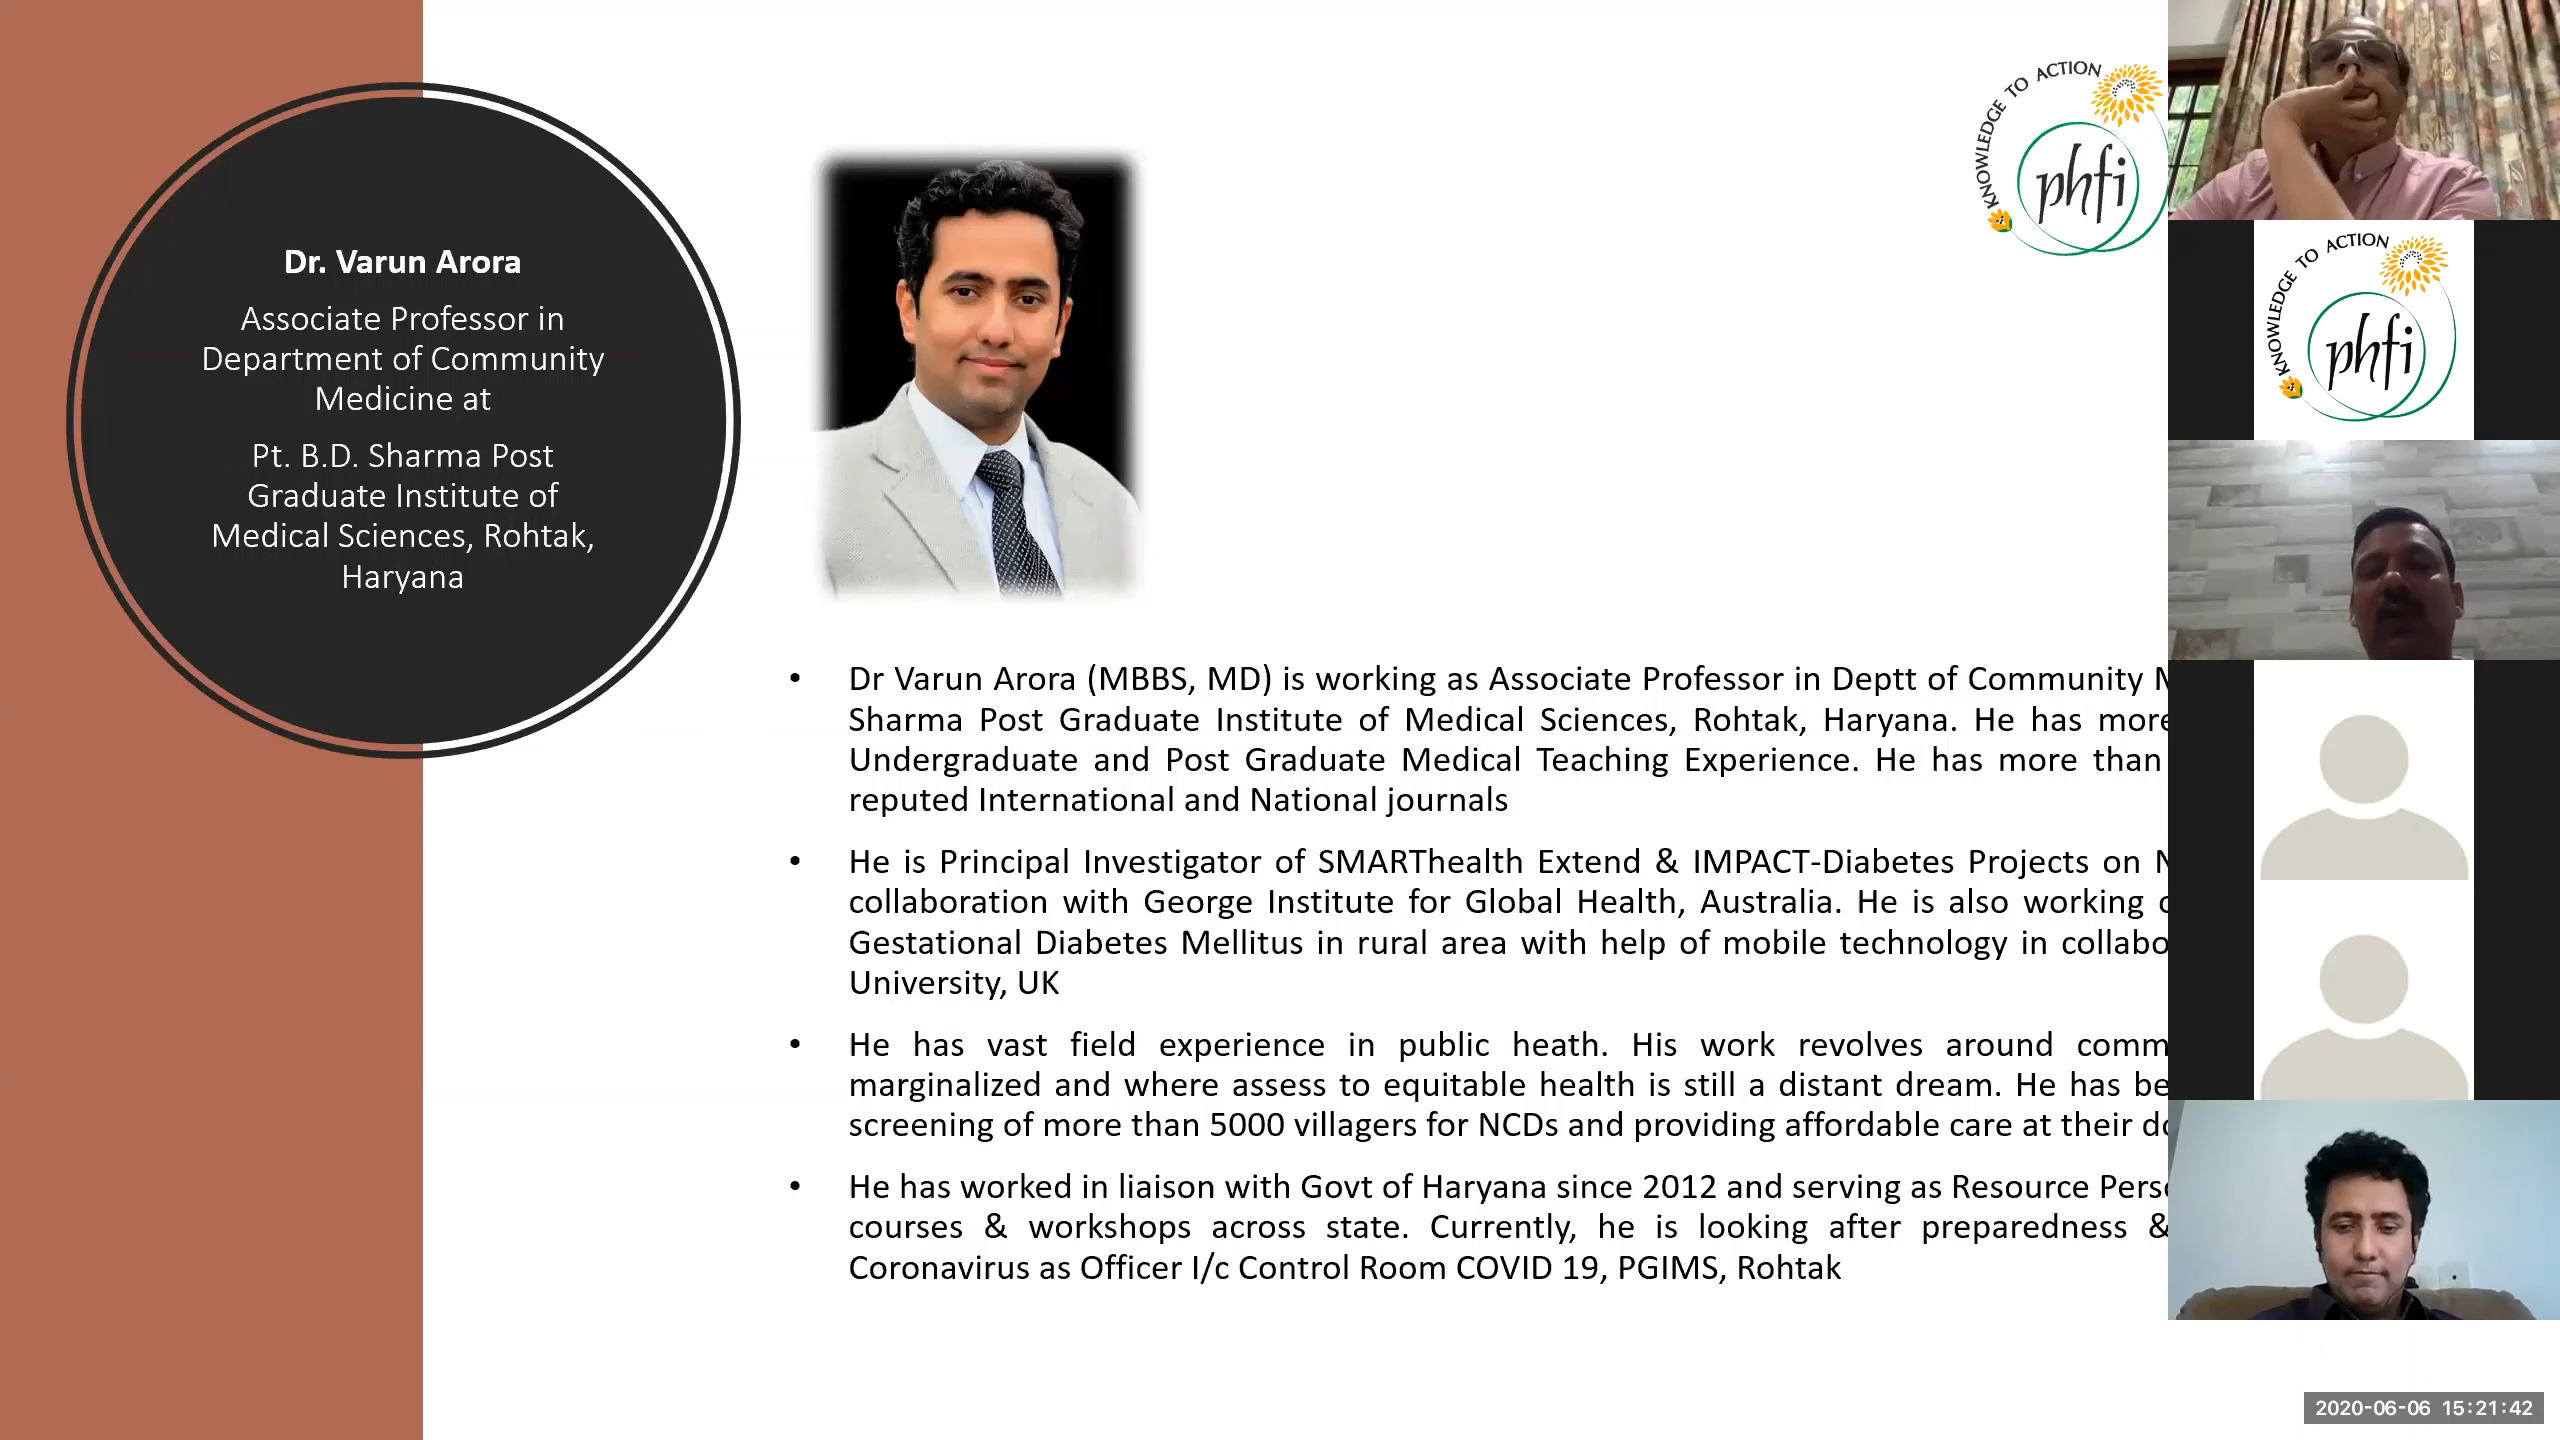 Dr. Varun Arora
Associate Professor in
Department of Community
Medicine at
Pt. B.D. Sharma Post
Graduate Institute of
Medical Sciences, Rohtak,
Haryana
KNOWLEDGE TO ACTION
phfi
KNOWLEDGE TO ACTION
phfi
• Dr Varun Arora (MBBS, MD) is working as Associate Professor in Deptt of Community
Sharma Post Graduate Institute of Medical Sciences, Rohtak, Haryana. He has more
Undergraduate and Post Graduate Medical Teaching Experience. He has more than
reputed International and National journals
• He is Principal Investigator of SMARThealth Extend & IMPACT-Diabetes Projects on
collaboration with George Institute for Global Health, Australia. He is also working
Gestational Diabetes Mellitus in rural area with help of mobile technology in collabo
University, UK
• He has vast field experience in public heath. His work revolves around comm
marginalized and where assess to equitable health is still a distant dream. He has be
screening of more than 5000 villagers for NCDs and providing affordable care at their
• He has worked in liaison with Govt of Haryana since 2012 and serving as Resource Pers
courses & workshops across state. Currently, he is looking after preparedness &
Coronavirus as Officer I/c Control Room COVID 19, PGIMS, Rohtak
2020-06-06 15:21:42